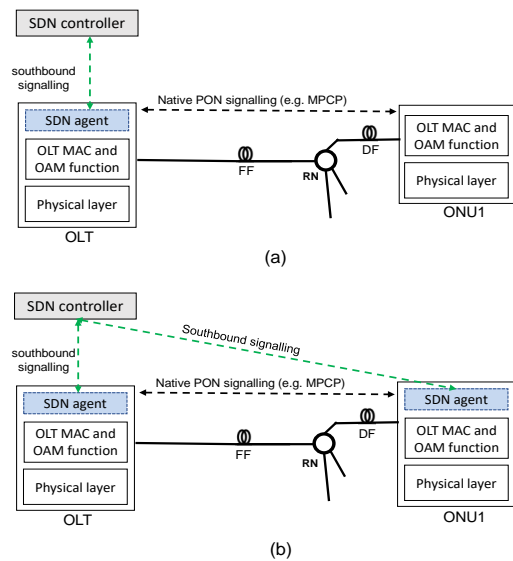 SDN controller
southbound
signalling
Native PON signalling (e.g. MPCP)
SDN agent
OLT MAC and
OAM function
Physical layer
OLT
FF
RN
DF
OLT MAC and
OAM function
Physical layer
ONU1
(a)
SDN controller
Southbound signalling
southbound
signalling
Native PON signalling (e.g. MPCP)
SDN agent
OLT MAC and
OAM function
Physical layer
OLT
FF
RN
DF
SDN agent
OLT MAC and
OAM function
Physical layer
ONU1
(b)